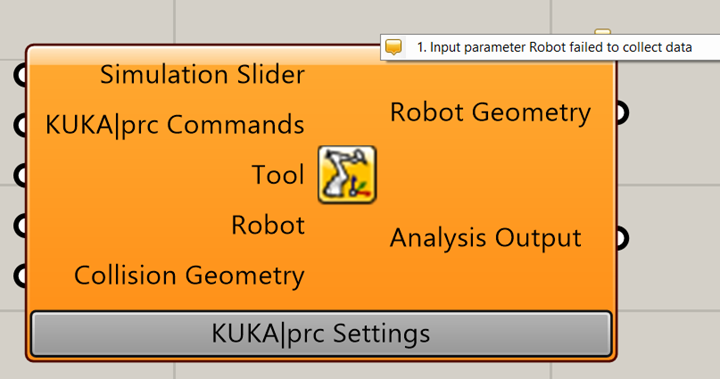 1. Input parameter Robot failed to collect data
Simulation Slider
KUKA|prc Commands
Tool
Robot
Collision Geometry
Robot Geometry
Analysis Output
KUKA|prc Settings